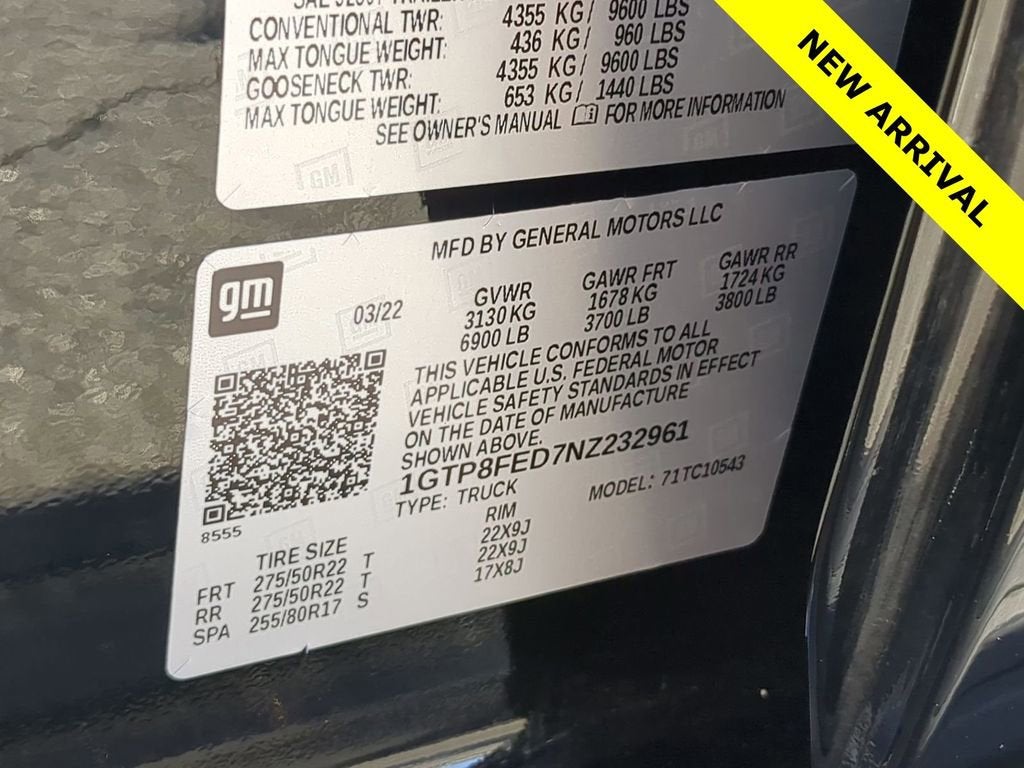 CONVENTIONAL TWR: 4355 KG/ 9600 LBS
MAX TONGUE WEIGHT: 436 KG/ 960 LBS
GOOSENECK TWR: 4355 KG/ 9600 LBS
MAX TONGUE WEIGHT: 653 KG/ 1440 LBS
SEE OWNER'S MANUAL FOR MORE INFORMATION
NEW ARRIVAL
GM
MFD BY GENERAL MOTORS LLC
gm
03/22
GVWR GAWR FRT GAWR RR
3130 KG 1678 KG 1724 KG
6900 LB 3700 LB 3800 LB
THIS VEHICLE CONFORMS TO ALL
APPLICABLE U.S. FEDERAL MOTOR
VEHICLE SAFETY STANDARDS IN EFFECT
ON THE DATE OF MANUFACTURE
SHOWN ABOVE.
1GTP8FED7NZ232961
TYPE: TRUCK MODEL: 71TC10543
8555
TIRE SIZE RIM
FRT 275/50R22 T 22X9J
RR 275/50R22 T 22X9J
SPA 255/80R17 S 17X8J